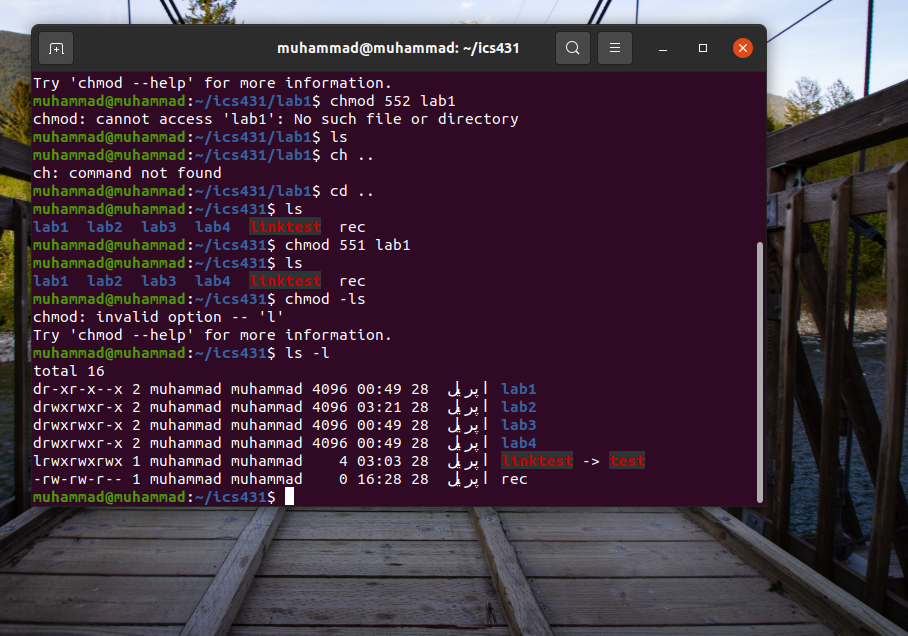 muhammad@muhammad: ~/ics431
Try 'chmod --help' for more information.
muhammad@muhammad:~/ics431/lab1$ chmod 552 lab1
chmod: cannot access 'lab1': No such file or directory
muhammad@muhammad:~/ics431/lab1$ ls
muhammad@muhammad:~/ics431/lab1$ ch ..
ch: command not found
muhammad@muhammad:~/ics431/lab1$ cd ..
muhammad@muhammad:~/ics431$ ls
lab1  lab2  lab3  lab4  linktest  rec
muhammad@muhammad:~/ics431$ chmod 551 lab1
muhammad@muhammad:~/ics431$ ls
lab1  lab2  lab3  lab4  linktest  rec
muhammad@muhammad:~/ics431$ chmod -ls
chmod: invalid option -- 'l'
Try 'chmod --help' for more information.
muhammad@muhammad:~/ics431$ ls -l
total 16
dr-xr-x--x 2 muhammad muhammad 4096 00:49 28  اپریل lab1
drwxrwxr-x 2 muhammad muhammad 4096 03:21 28  اپریل lab2
drwxrwxr-x 2 muhammad muhammad 4096 00:49 28  اپریل lab3
drwxrwxr-x 2 muhammad muhammad 4096 00:49 28  اپریل lab4
lrwxrwxrwx 1 muhammad muhammad    4 03:03 28  اپریل linktest -> test
-rw-rw-r-- 1 muhammad muhammad    0 16:28 28  اپریل rec
muhammad@muhammad:~/ics431$